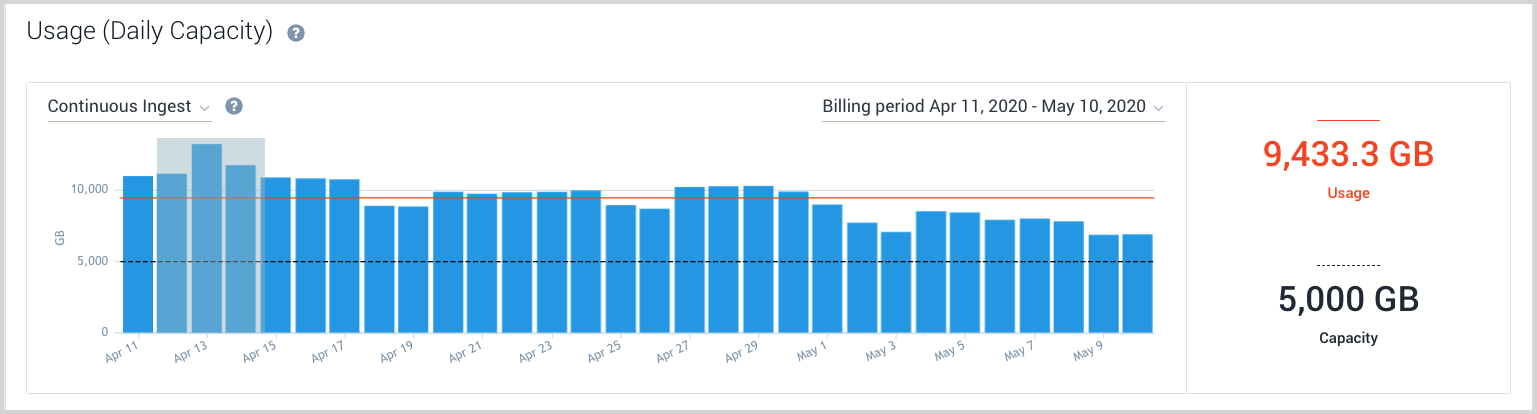 Usage (Daily Capacity) ?
Continuous Ingest ?
Billing period Apr 11, 2020 - May 10, 2020
10,000
5,000
0
GB
Apr 11
Apr 13
Apr 15
Apr 17
Apr 19
Apr 21
Apr 23
Apr 25
Apr 27
Apr 29
May 1
May 3
May 5
May 7
May 9
9,433.3 GB
Usage
5,000 GB
Capacity